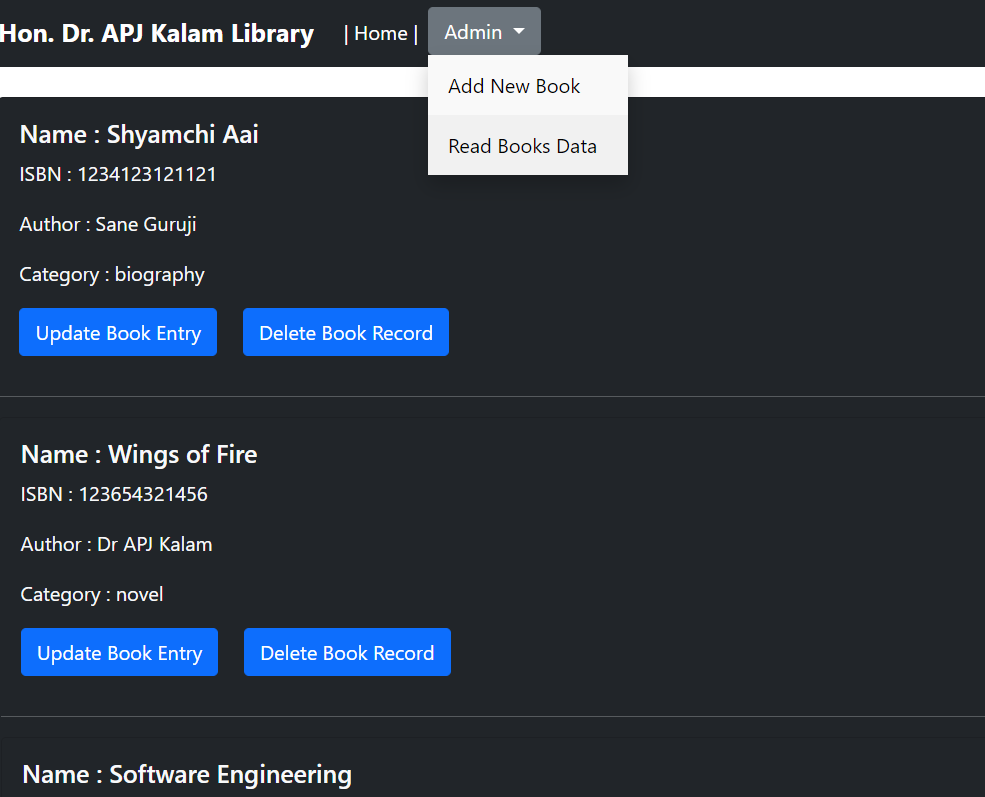 Hon. Dr. APJ Kalam Library | Home | Admin
Add New Book
Read Books Data
Name : Shyamchi Aai
ISBN : 1234123121121
Author : Sane Guruji
Category : biography
Update Book Entry Delete Book Record
Name : Wings of Fire
ISBN : 123654321456
Author : Dr APJ Kalam
Category : novel
Update Book Entry Delete Book Record
Name : Software Engineering